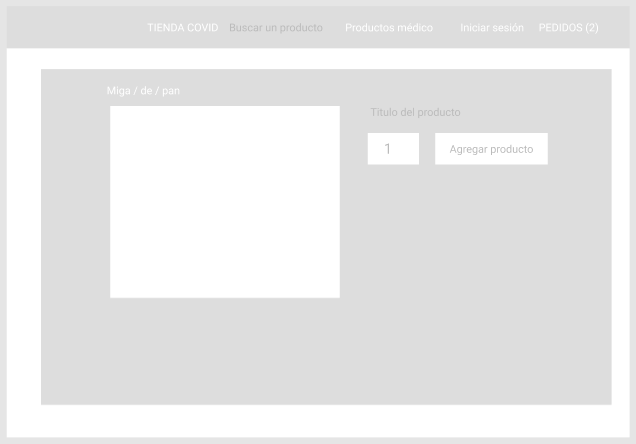 TIENDA COVID Buscar un producto Productos médico Iniciar sesión PEDIDOS (2)
Miga / de / pan
Titulo del producto
1 Agregar producto